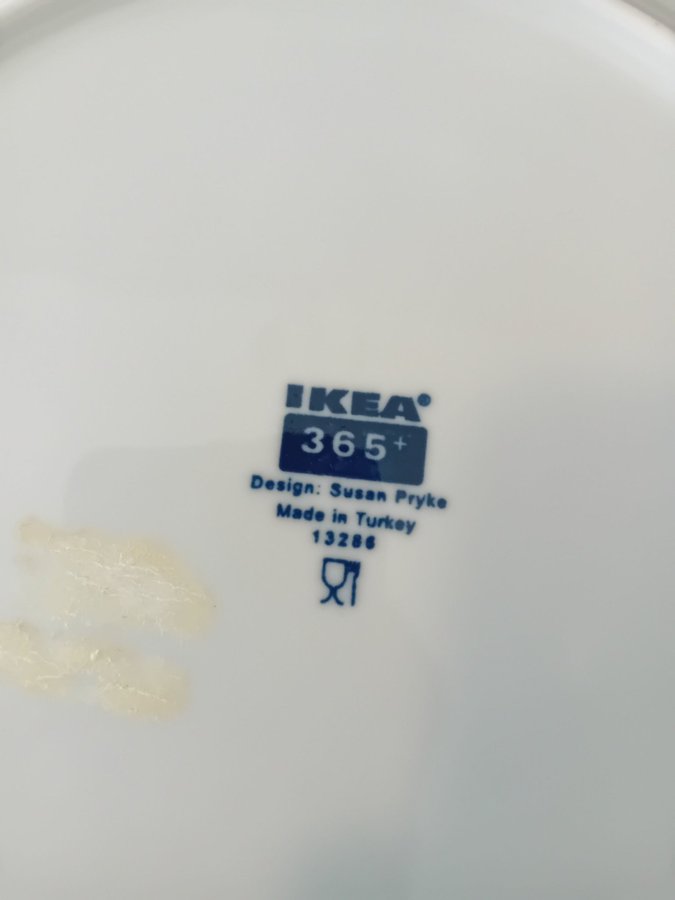 IKEA®
365+
Design: Susan Pryke
Made in Turkey
13286